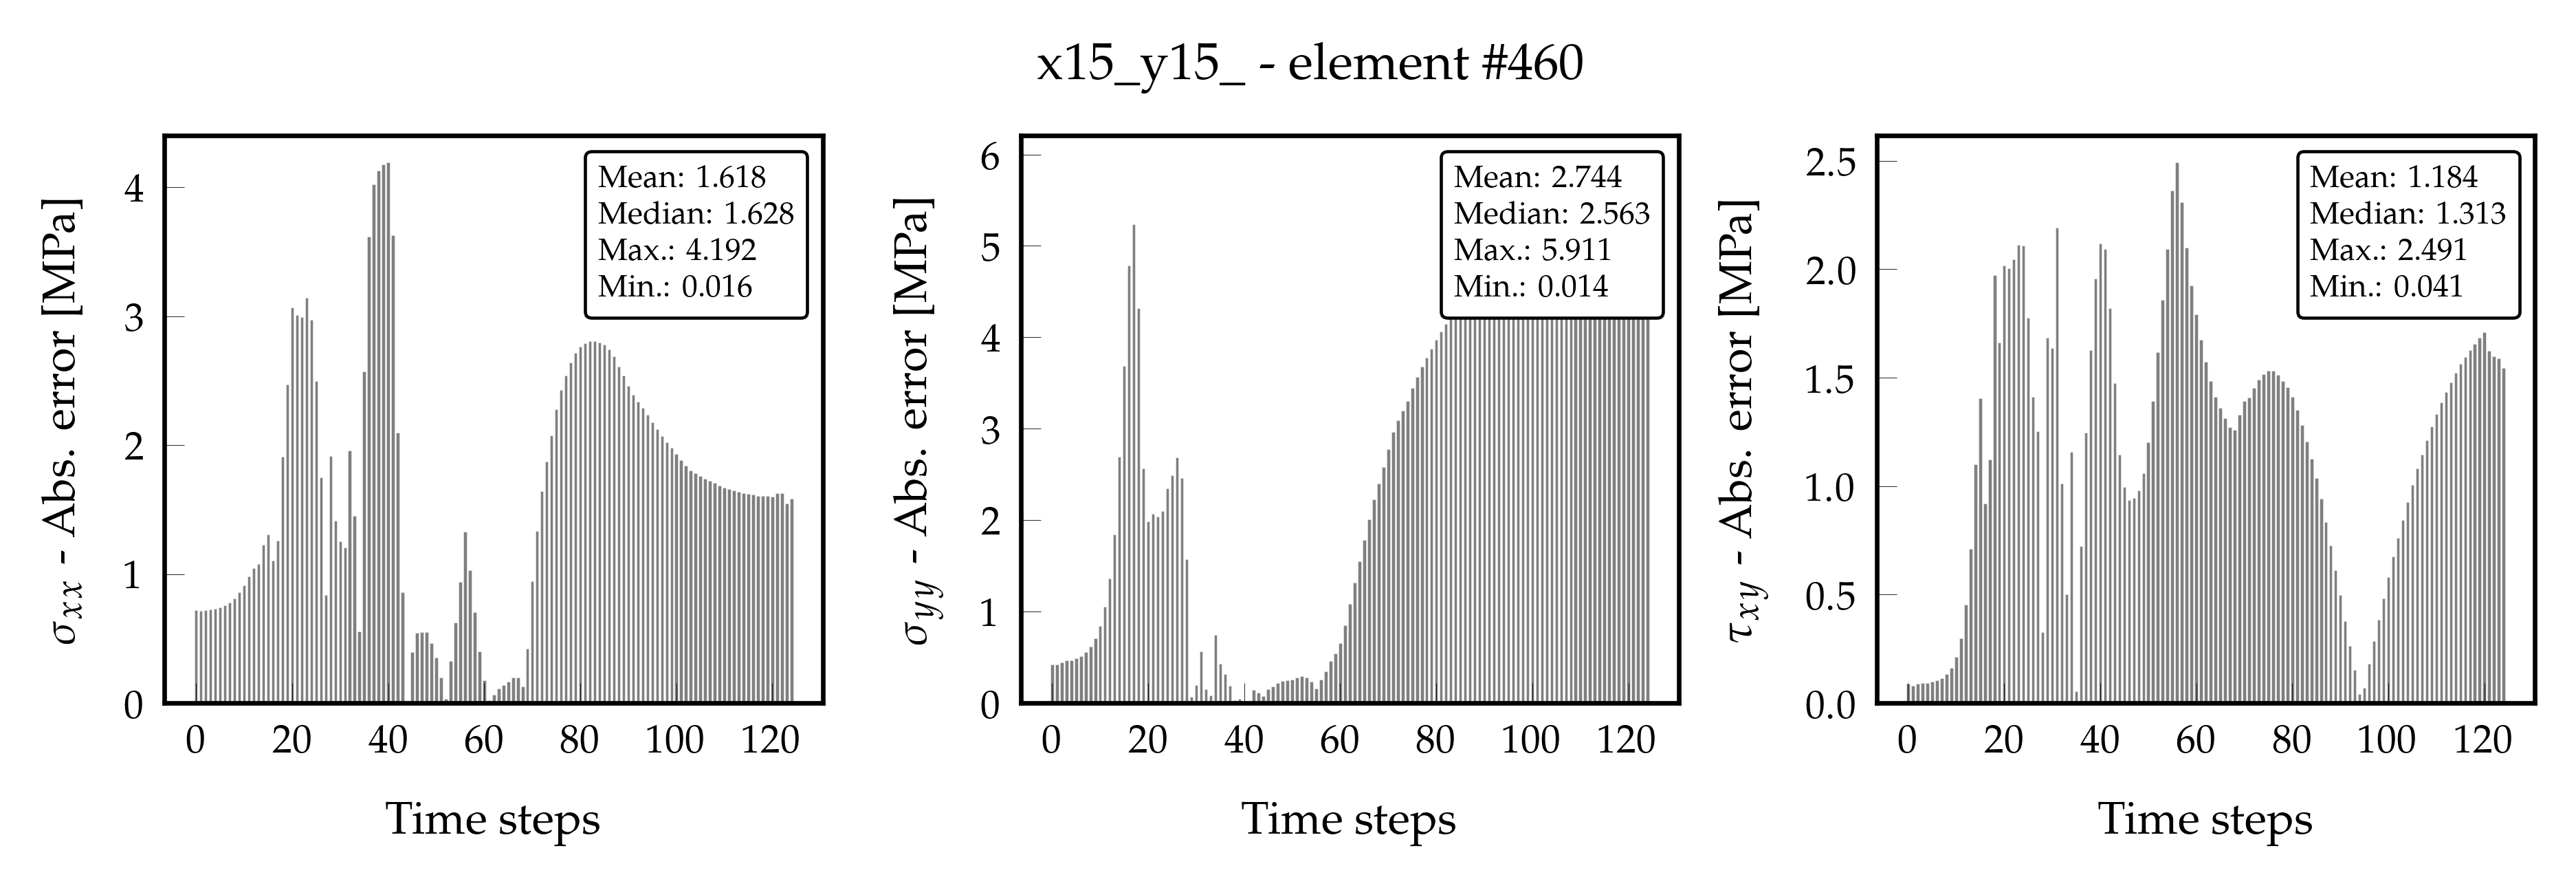 x15_y15_ - element #460
σxx - Abs. error [MPa]
4
3
2
1
0
Mean: 1.618
Median: 1.628
Max.: 4.192
Min.: 0.016
0 20 40 60 80 100 120
Time steps
σyy - Abs. error [MPa]
6
5
4
3
2
1
0
Mean: 2.744
Median: 2.563
Max.: 5.911
Min.: 0.014
0 20 40 60 80 100 120
Time steps
τxy - Abs. error [MPa]
2.5
2.0
1.5
1.0
0.5
0.0
Mean: 1.184
Median: 1.313
Max.: 2.491
Min.: 0.041
0 20 40 60 80 100 120
Time steps